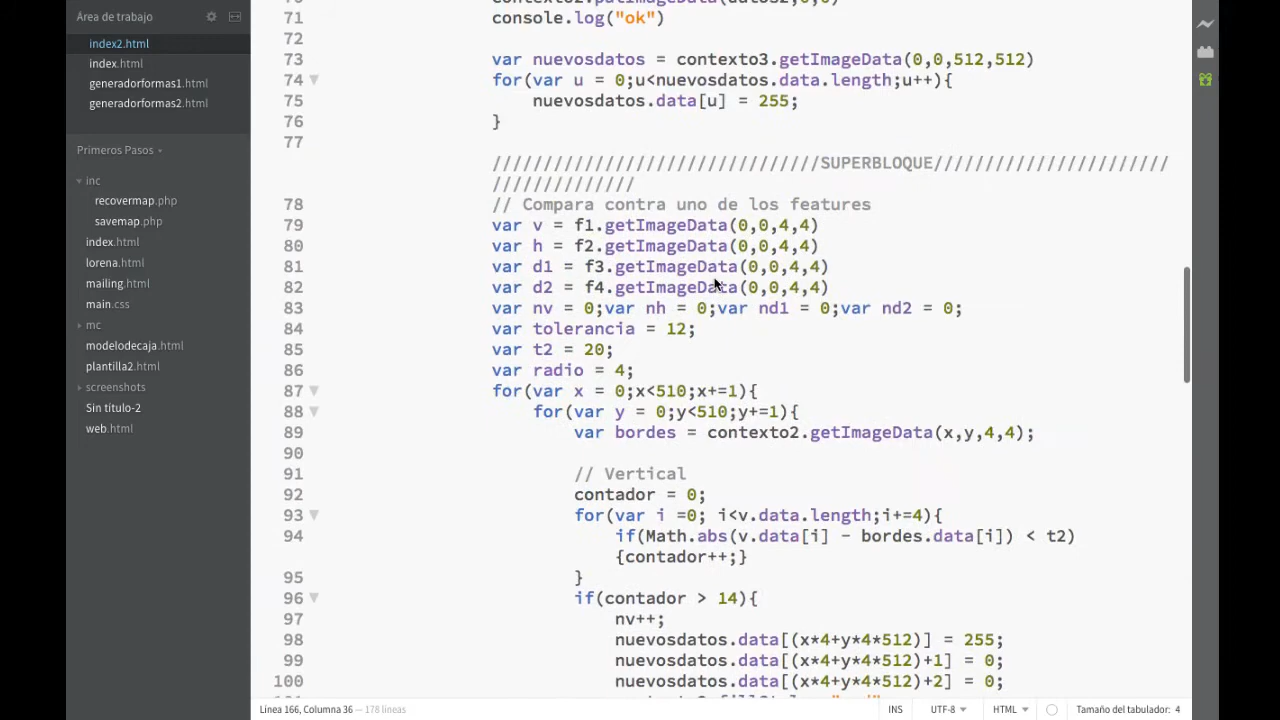 Área de trabajo
index2.html
index.html
generadorformas1.html
generadorformas2.html
Primeros Pasos
inc
recovermap.php
savemap.php
index.html
lorena.html
mailing.html
main.css
mc
modelodecaja.html
plantilla2.html
screenshots
Sin título-2
web.html
71 console.log("ok")
72
73 var nuevosdatos = contexto3.getImageData(0,0,512,512)
74 for(var u = 0;u<nuevosdatos.data.length;u++){
75 nuevosdatos.data[u] = 255;
76 }
77
////////////////////////////////SUPERBLOQUE///////////////////////
//////////////
78 // Compara contra uno de los features
79 var v = f1.getImageData(0,0,4,4)
80 var h = f2.getImageData(0,0,4,4)
81 var d1 = f3.getImageData(0,0,4,4)
82 var d2 = f4.getImageData(0,0,4,4)
83 var nv = 0;var nh = 0;var nd1 = 0;var nd2 = 0;
84 var tolerancia = 12;
85 var t2 = 20;
86 var radio = 4;
87 for(var x = 0;x<510;x+=1){
88 for(var y = 0;y<510;y+=1){
89 var bordes = contexto2.getImageData(x,y,4,4);
90
91 // Vertical
92 contador = 0;
93 for(var i =0; i<v.data.length;i+=4){
94 if(Math.abs(v.data[i] - bordes.data[i]) < t2)
{contador++;}
95 }
96 if(contador > 14){
97 nv++;
98 nuevosdatos.data[(x*4+y*4*512)] = 255;
99 nuevosdatos.data[(x*4+y*4*512)+1] = 0;
100 nuevosdatos.data[(x*4+y*4*512)+2] = 0;
Línea 166, Columna 36 — 178 líneas
INS
UTF-8
HTML
Tamaño del tabulador: 4